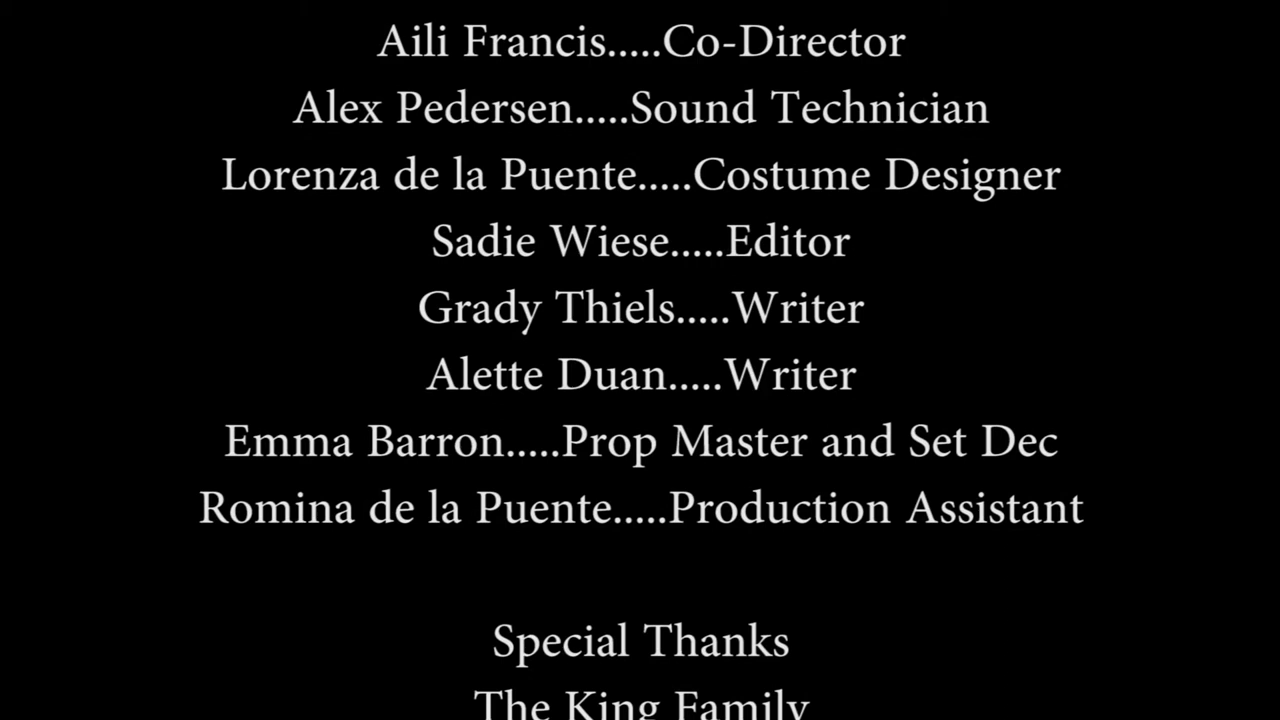 Aili Francis.....Co-Director
Alex Pedersen.....Sound Technician
Lorenza de la Puente.....Costume Designer
Sadie Wiese.....Editor
Grady Thiels.....Writer
Alette Duan.....Writer
Emma Barron.....Prop Master and Set Dec
Romina de la Puente.....Production Assistant
Special Thanks
The King Family